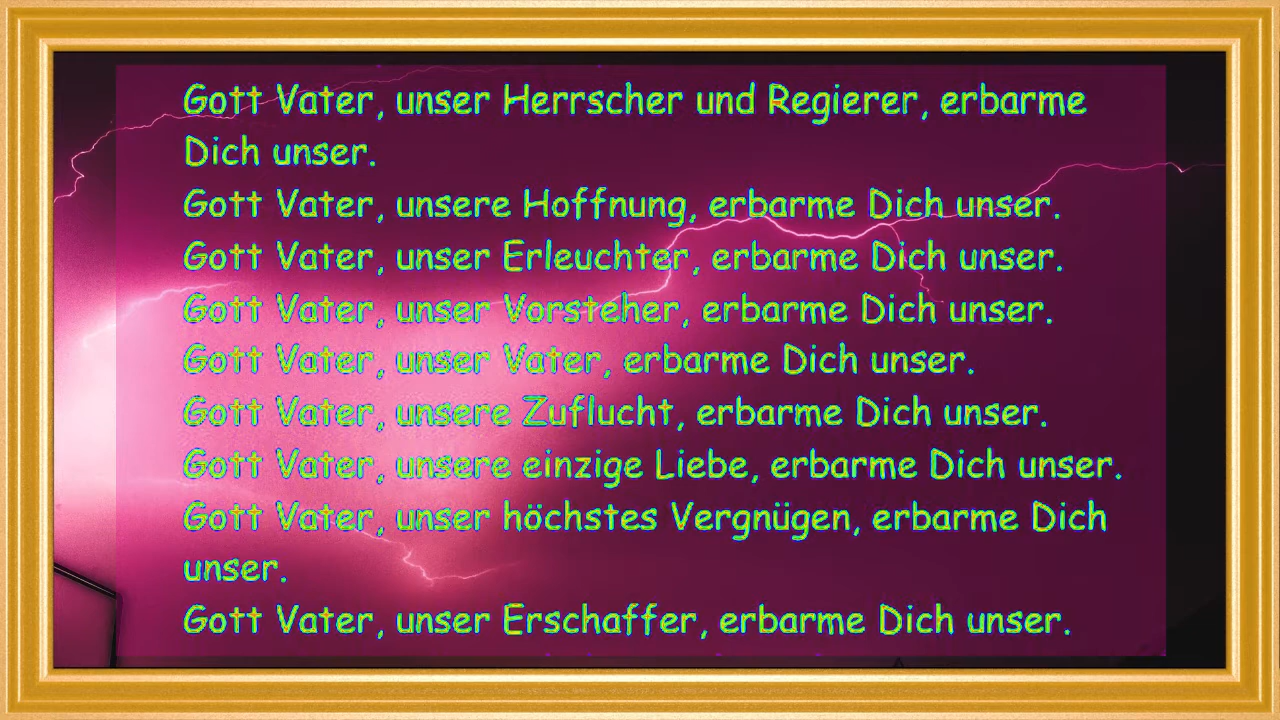 Gott Vater, unser Herrscher und Regierer, erbarme
Dich unser.
Gott Vater, unsere Hoffnung, erbarme Dich unser.
Gott Vater, unser Erleuchter, erbarme Dich unser.
Gott Vater, unser Vorsteher, erbarme Dich unser.
Gott Vater, unser Vater, erbarme Dich unser.
Gott Vater, unsere Zuflucht, erbarme Dich unser.
Gott Vater, unsere einzige Liebe, erbarme Dich unser.
Gott Vater, unser höchstes Vergnügen, erbarme Dich
unser.
Gott Vater, unser Erschaffer, erbarme Dich unser.